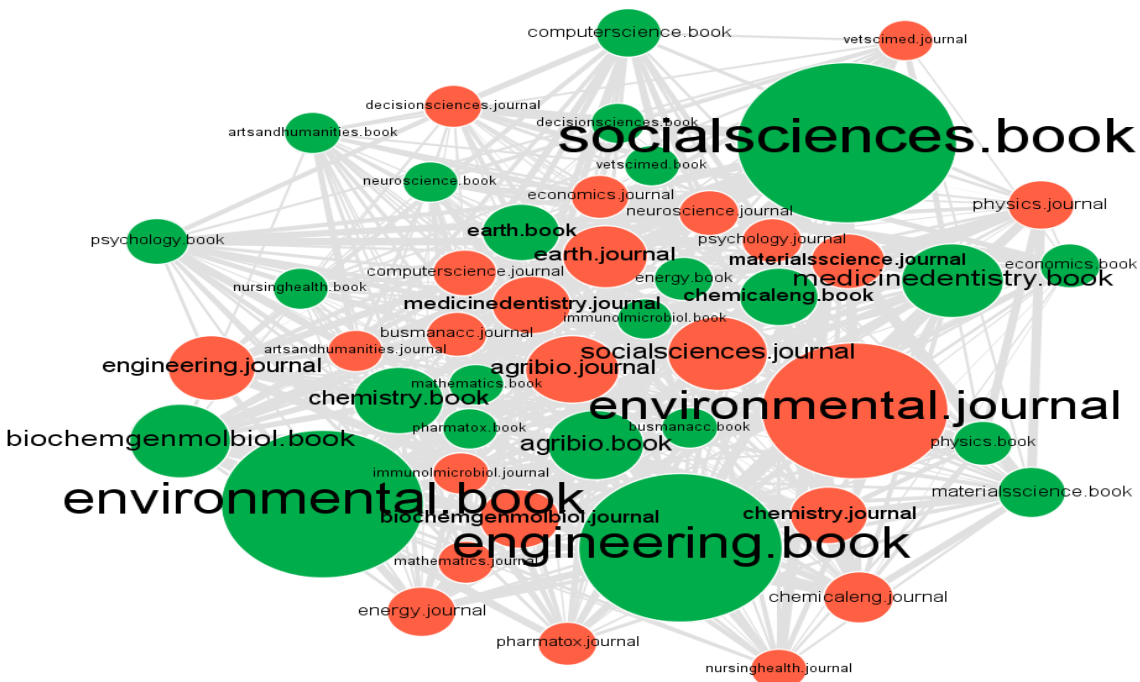 computerscience.book
vetscimed.journal
decisionsciences.journal
decisionsciences.book
artsandhumanities.book
socialsciences.book
vetscimed.book
neuroscience.book
economics.journal
physics.journal
neuroscience.journal
earth.book
psychology.book
psychology.journal
earth.journal
materialsscience.journal
economics.book
computerscience.journal
energy.book
medicinedentistry.book
nursinghealth.book
chemicaleng.book
medicinedentistry.journal
immunolmicrobiol.book
busmanacc.journal
artsandhumanities.journal
socialsciences.journal
engineering.journal
agribio.journal
mathematics.book
chemistry.book
environmental.journal
pharmatox.book
busmanacc.book
biochemgenmolbiol.book
agribio.book
physics.book
immunolmicrobiol.journal
materialsscience.book
environmental.book
biochemgenmolbiol.journal
chemistry.journal
engineering.book
mathematics.journal
chemicaleng.journal
energy.journal
pharmatox.journal
nursinghealth.journal